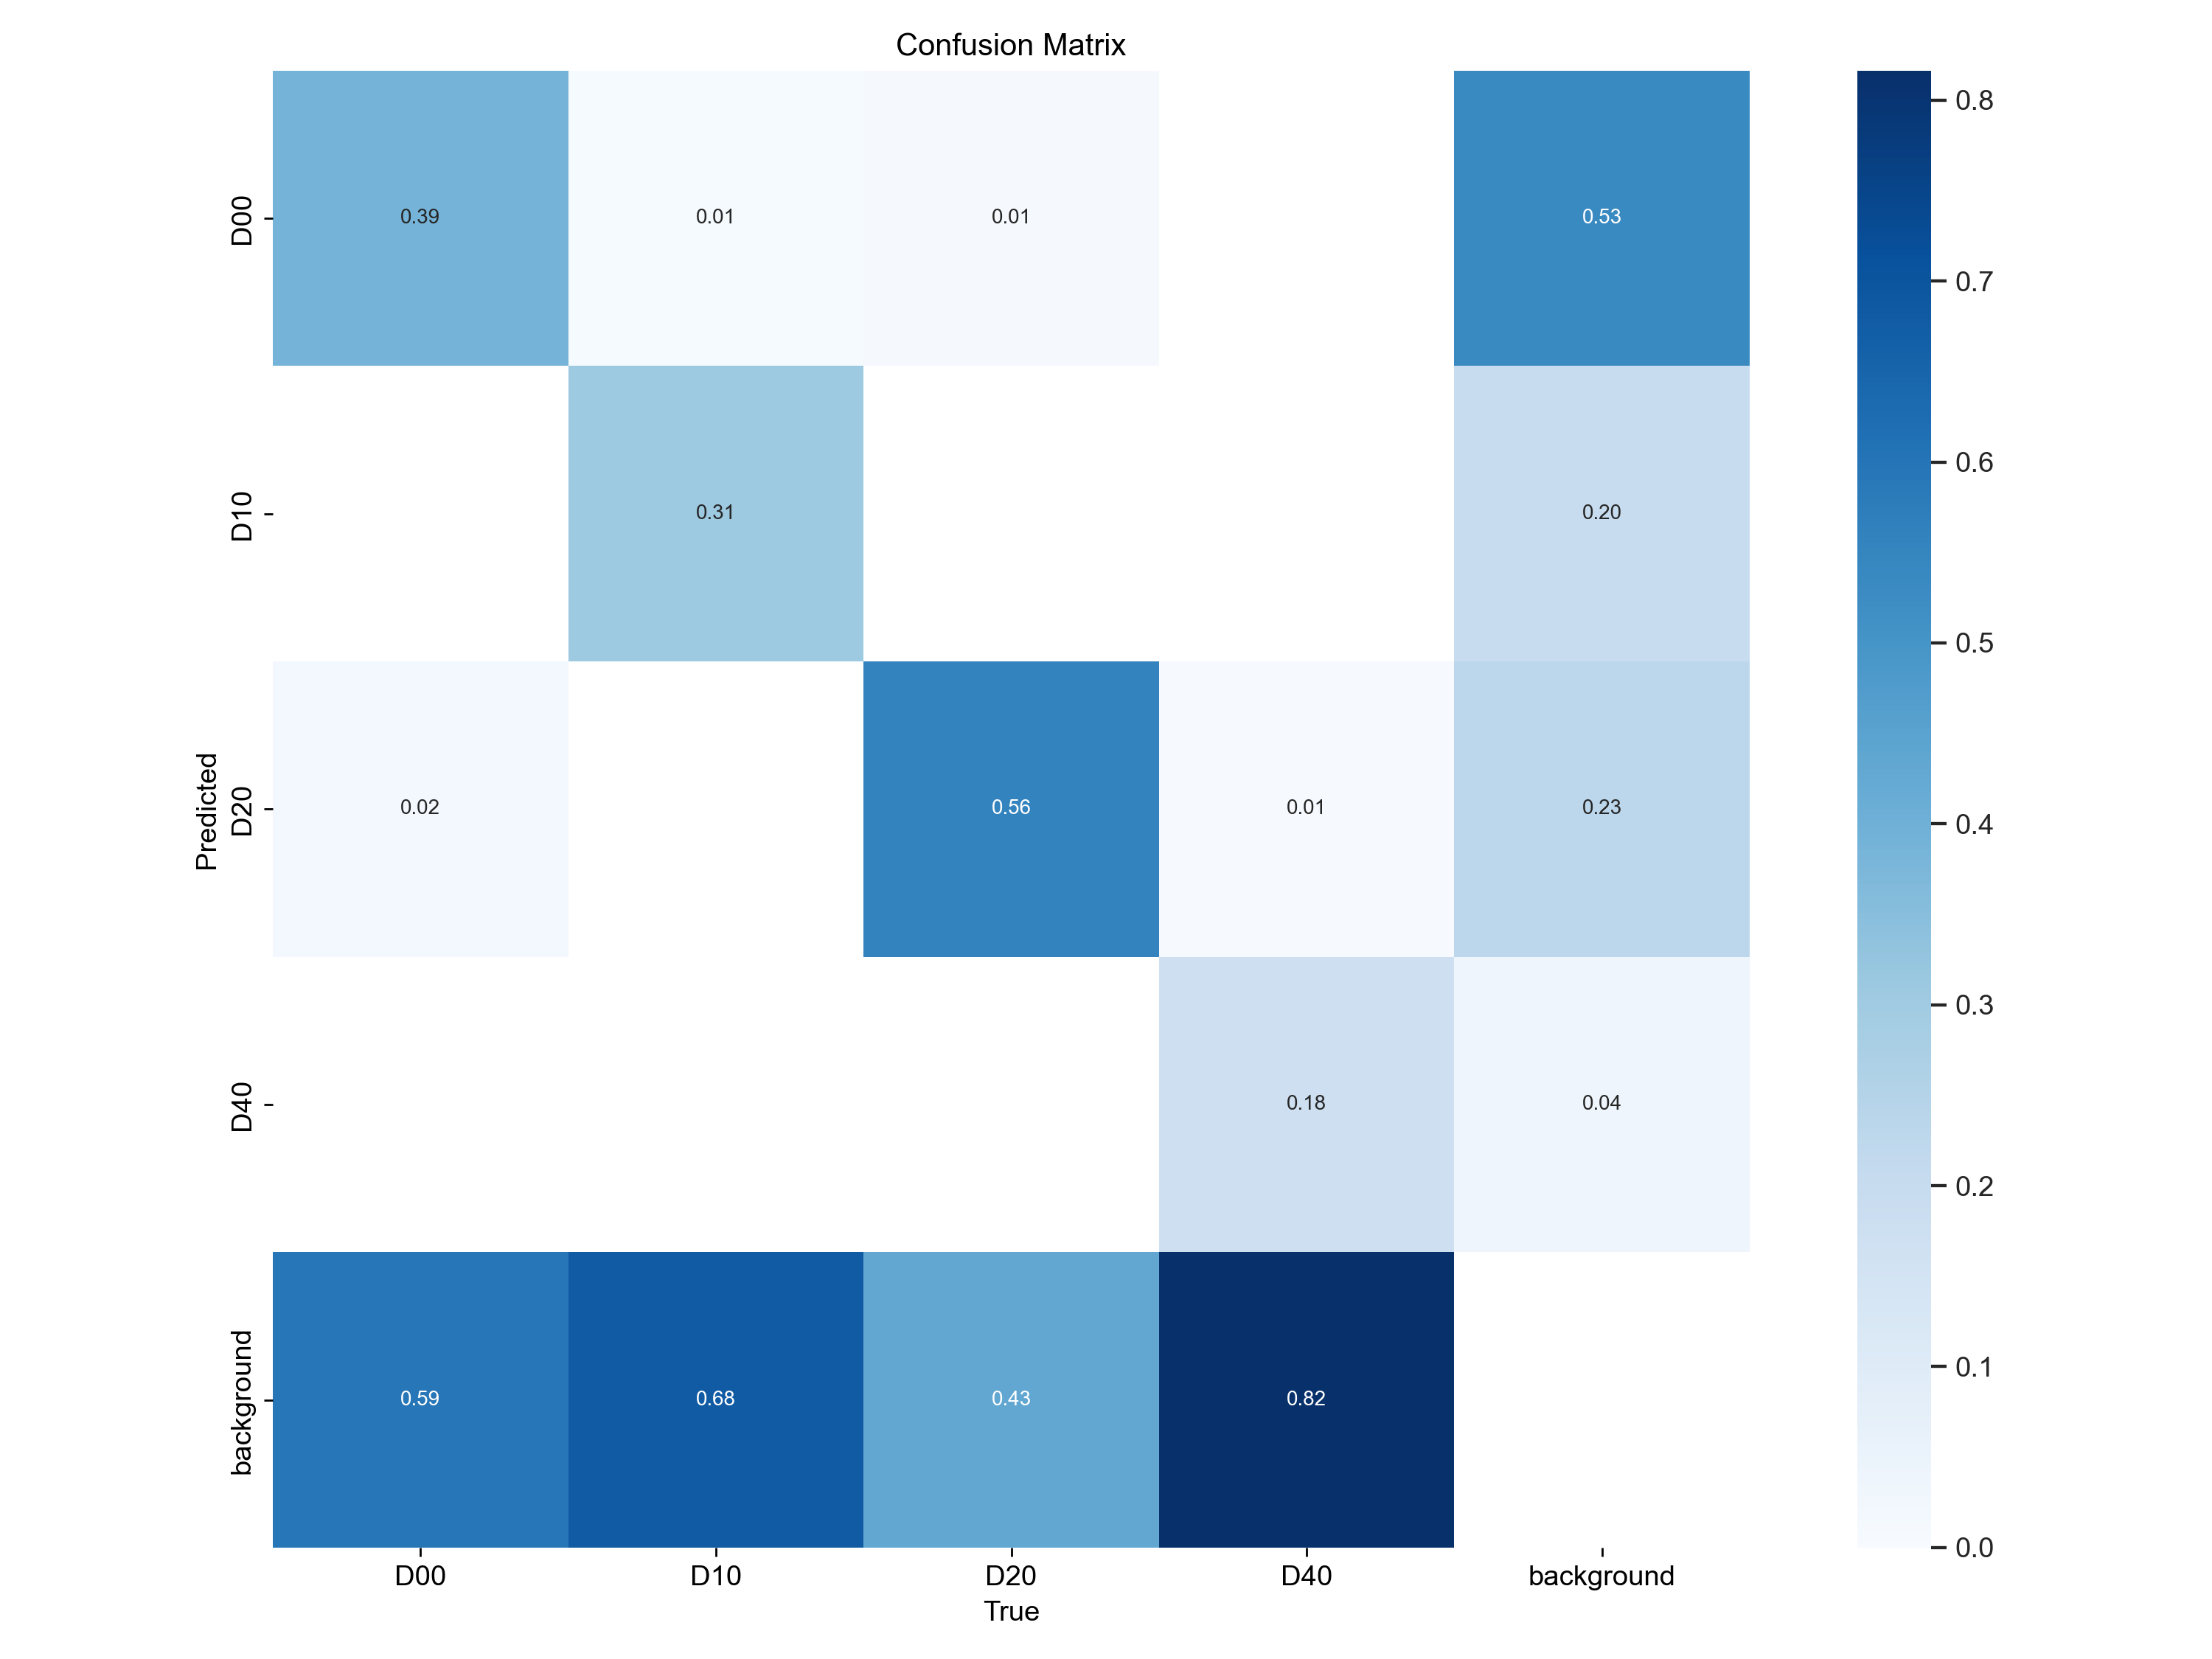 Confusion Matrix
D00 0.39 0.01 0.01 0.53
D10 0.31 0.20
D20 0.02 0.56 0.01 0.23
D40 0.18 0.04
background 0.59 0.68 0.43 0.82
Predicted
D00 D10 D20 D40 background
True
0.8
0.7
0.6
0.5
0.4
0.3
0.2
0.1
0.0